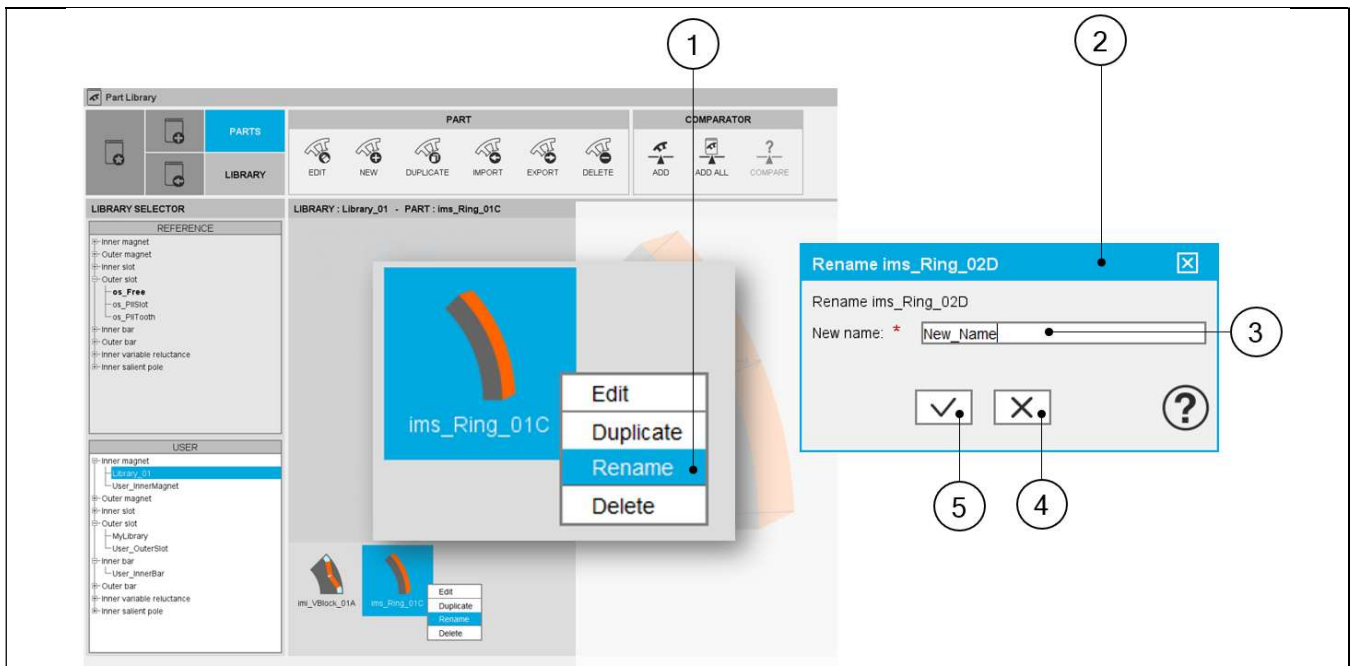 1
2
Part Library
PARTS
LIBRARY
PART
COMPARATOR
EDIT
NEW
DUPLICATE
IMPORT
EXPORT
DELETE
ADD
ADD ALL
?
COMPARE
LIBRARY SELECTOR
LIBRARY : Library_01 - PART : ims_Ring_01C
REFERENCE
Inner magnet
Outer magnet
Inner slot
Outer slot
os_Free
os_PllSlot
os_PllTooth
Inner bar
Outer bar
Inner variable reluctance
Inner salient pole
USER
Inner magnet
Library_01
User_InnerMagnet
Outer magnet
Inner slot
Outer slot
MyLibrary
User_OuterSlot
Inner bar
User_InnerBar
Outer bar
Inner variable reluctance
Inner salient pole
ims_Ring_01C
Edit
Duplicate
Rename
Delete
imi_VBlock_01A
ims_Ring_01C
Edit
Duplicate
Rename
Delete
Rename ims_Ring_02D
Rename ims_Ring_02D
New name: * New_Name
3
?
5
4